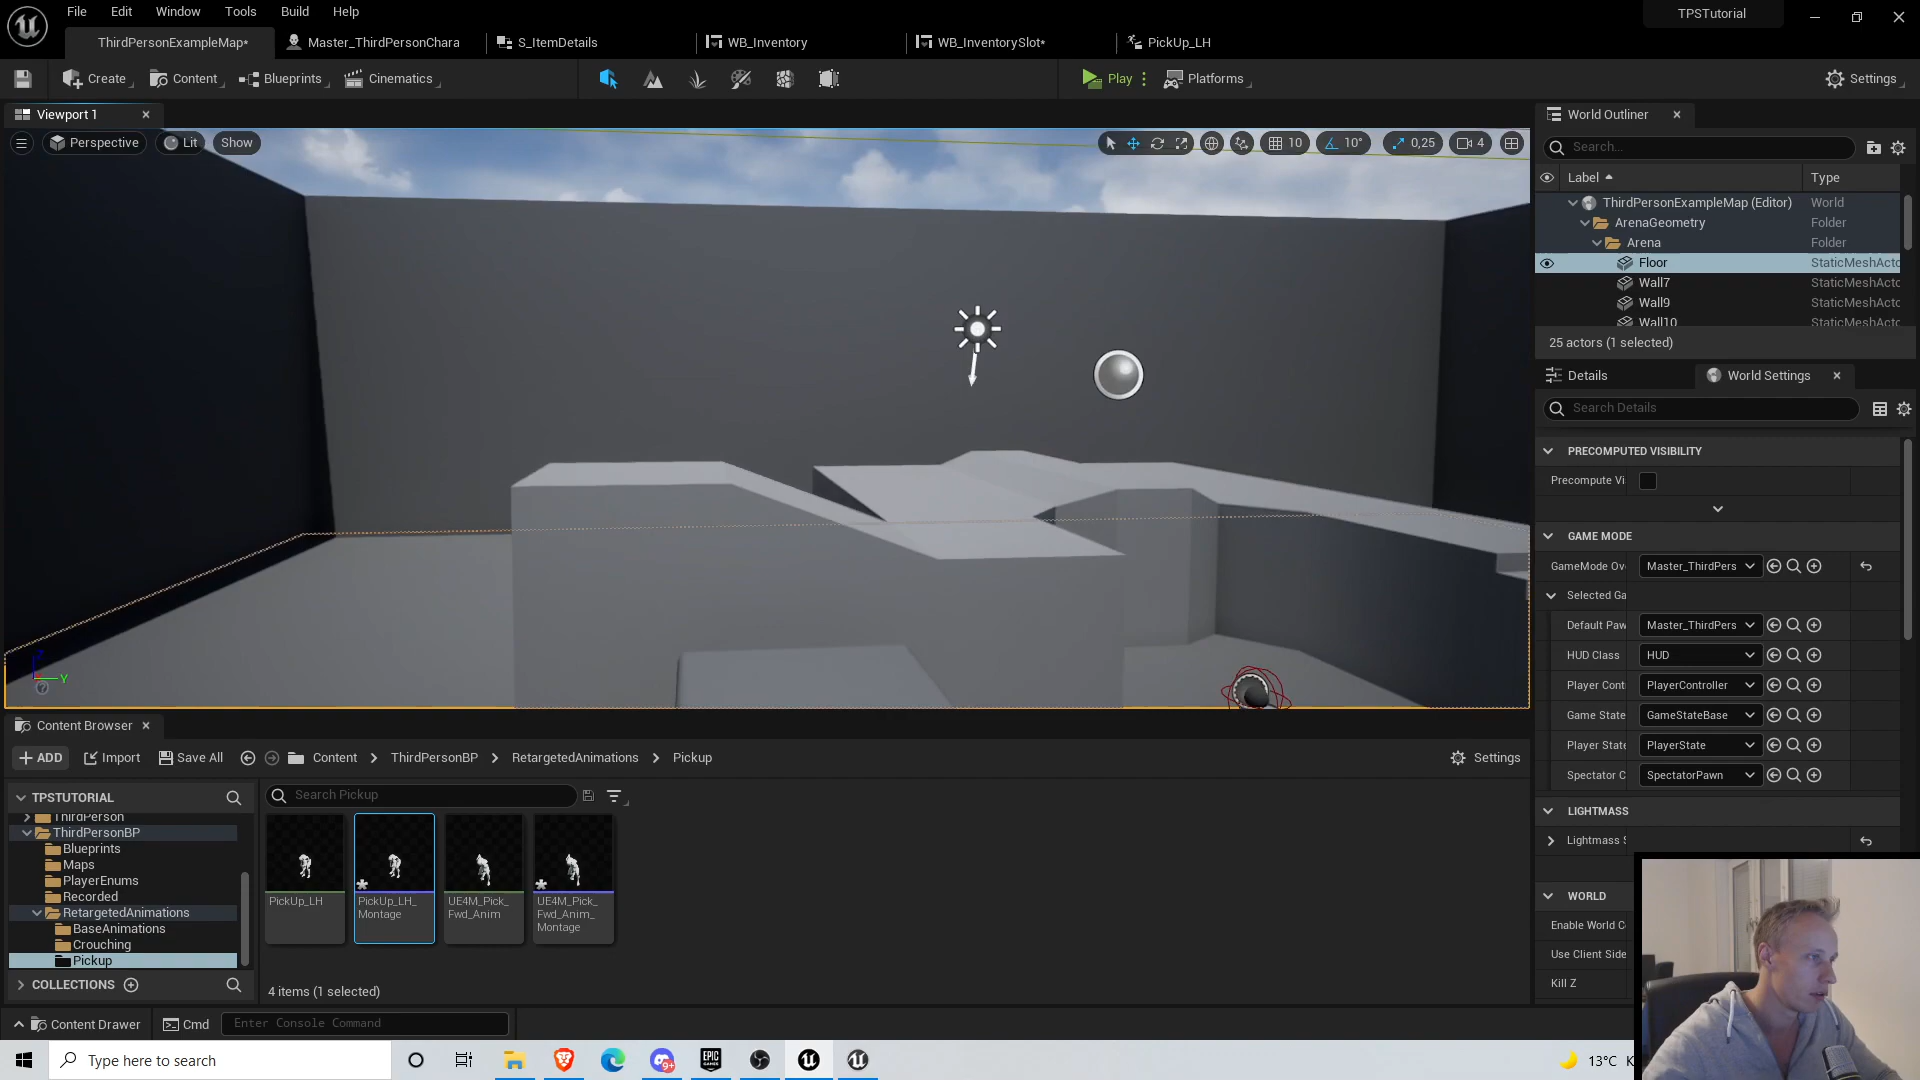 File Edit Window Tools Build Help
TPSTutorial
ThirdPersonExampleMap* Master_ThirdPersonChara S_ItemDetails WB_Inventory WB_InventorySlot* PickUp_LH
Create Content Blueprints Cinematics Play Platforms Settings
Viewport 1
Perspective Lit Show 10 10° 0,25 4
World Outliner
Search...
Label Type
ThirdPersonExampleMap (Editor) World
ArenaGeometry Folder
Arena Folder
Floor StaticMeshActo
Wall7 StaticMeshActo
Wall9 StaticMeshActo
Wall10 StaticMeshActo
25 actors (1 selected)
Details World Settings
Search Details
PRECOMPUTED VISIBILITY
Precompute Vi
GAME MODE
GameMode Ov Master_ThirdPers
Selected Ga
Default Paw Master_ThirdPers
HUD Class HUD
Player Cont PlayerController
Game State GameStateBase
Player State PlayerState
Spectator C SpectatorPawn
LIGHTMASS
Lightmass S
WORLD
Enable World C
Use Client Side
Kill Z
Z Y
Content Browser
ADD Import Save All Content ThirdPersonBP RetargetedAnimations Pickup Settings
TPSTUTORIAL
Search Pickup
ThirdPerson
ThirdPersonBP
Blueprints
Maps
PlayerEnums
Recorded
RetargetedAnimations
BaseAnimations
Crouching
Pickup
COLLECTIONS
PickUp_LH
PickUp_LH_
Montage
UE4M_Pick_
Fwd_Anim
UE4M_Pick_
Fwd_Anim_
Montage
4 items (1 selected)
Content Drawer Cmd Enter Console Command
Type here to search
9+
EPIC
GAMES
13°C K